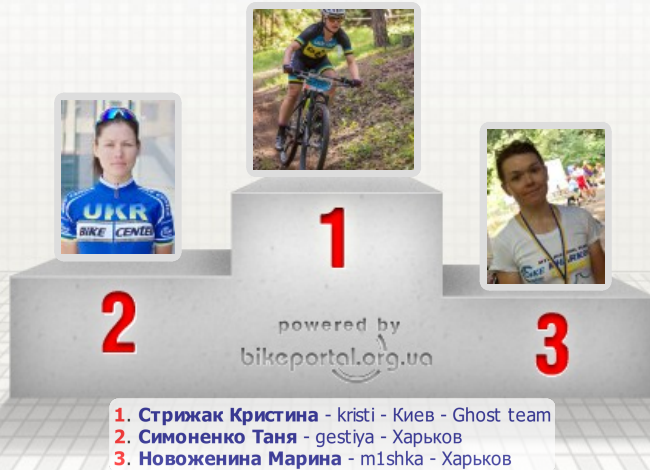 UKR
BiKE CENTER
1
2
3
powered by
bikeportal.org.ua
1. Стрижак Кристина - kristi - Киев - Ghost team
2. Симоненко Таня - gestiya - Харьков
3. Новоженина Марина - m1shka - Харьков